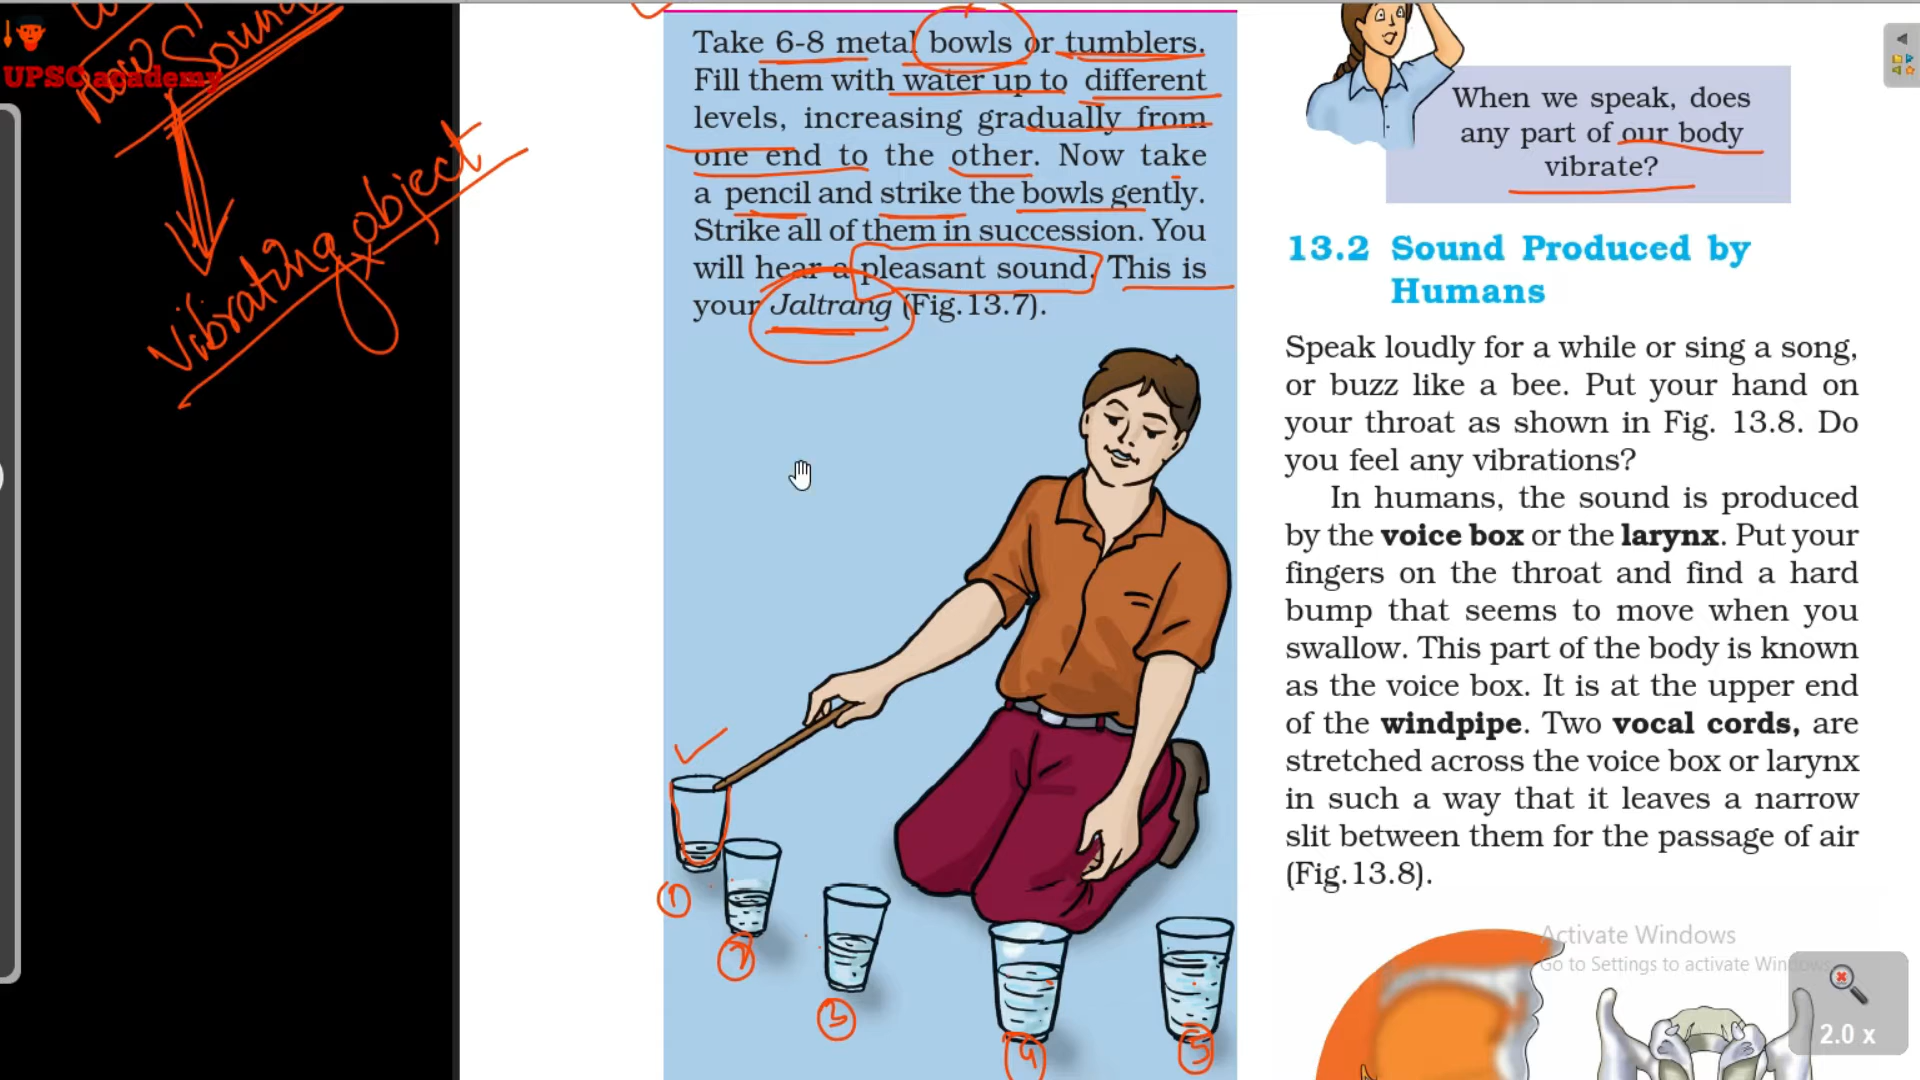 How Sound
UPSC academy
vibrating object
Take 6-8 metal bowls or tumblers.
Fill them with water up to different
levels, increasing gradually from
one end to the other. Now take
a pencil and strike the bowls gently.
Strike all of them in succession. You
will hear a pleasant sound. This is
your Jaltrang (Fig.13.7).
1
2
3
4
5
When we speak, does
any part of our body
vibrate?
13.2 Sound Produced by
Humans
Speak loudly for a while or sing a song,
or buzz like a bee. Put your hand on
your throat as shown in Fig. 13.8. Do
you feel any vibrations?
In humans, the sound is produced
by the voice box or the larynx. Put your
fingers on the throat and find a hard
bump that seems to move when you
swallow. This part of the body is known
as the voice box. It is at the upper end
of the windpipe. Two vocal cords, are
stretched across the voice box or larynx
in such a way that it leaves a narrow
slit between them for the passage of air
(Fig.13.8).
Activate Windows
Go to Settings to activate Windows.
2.0 x